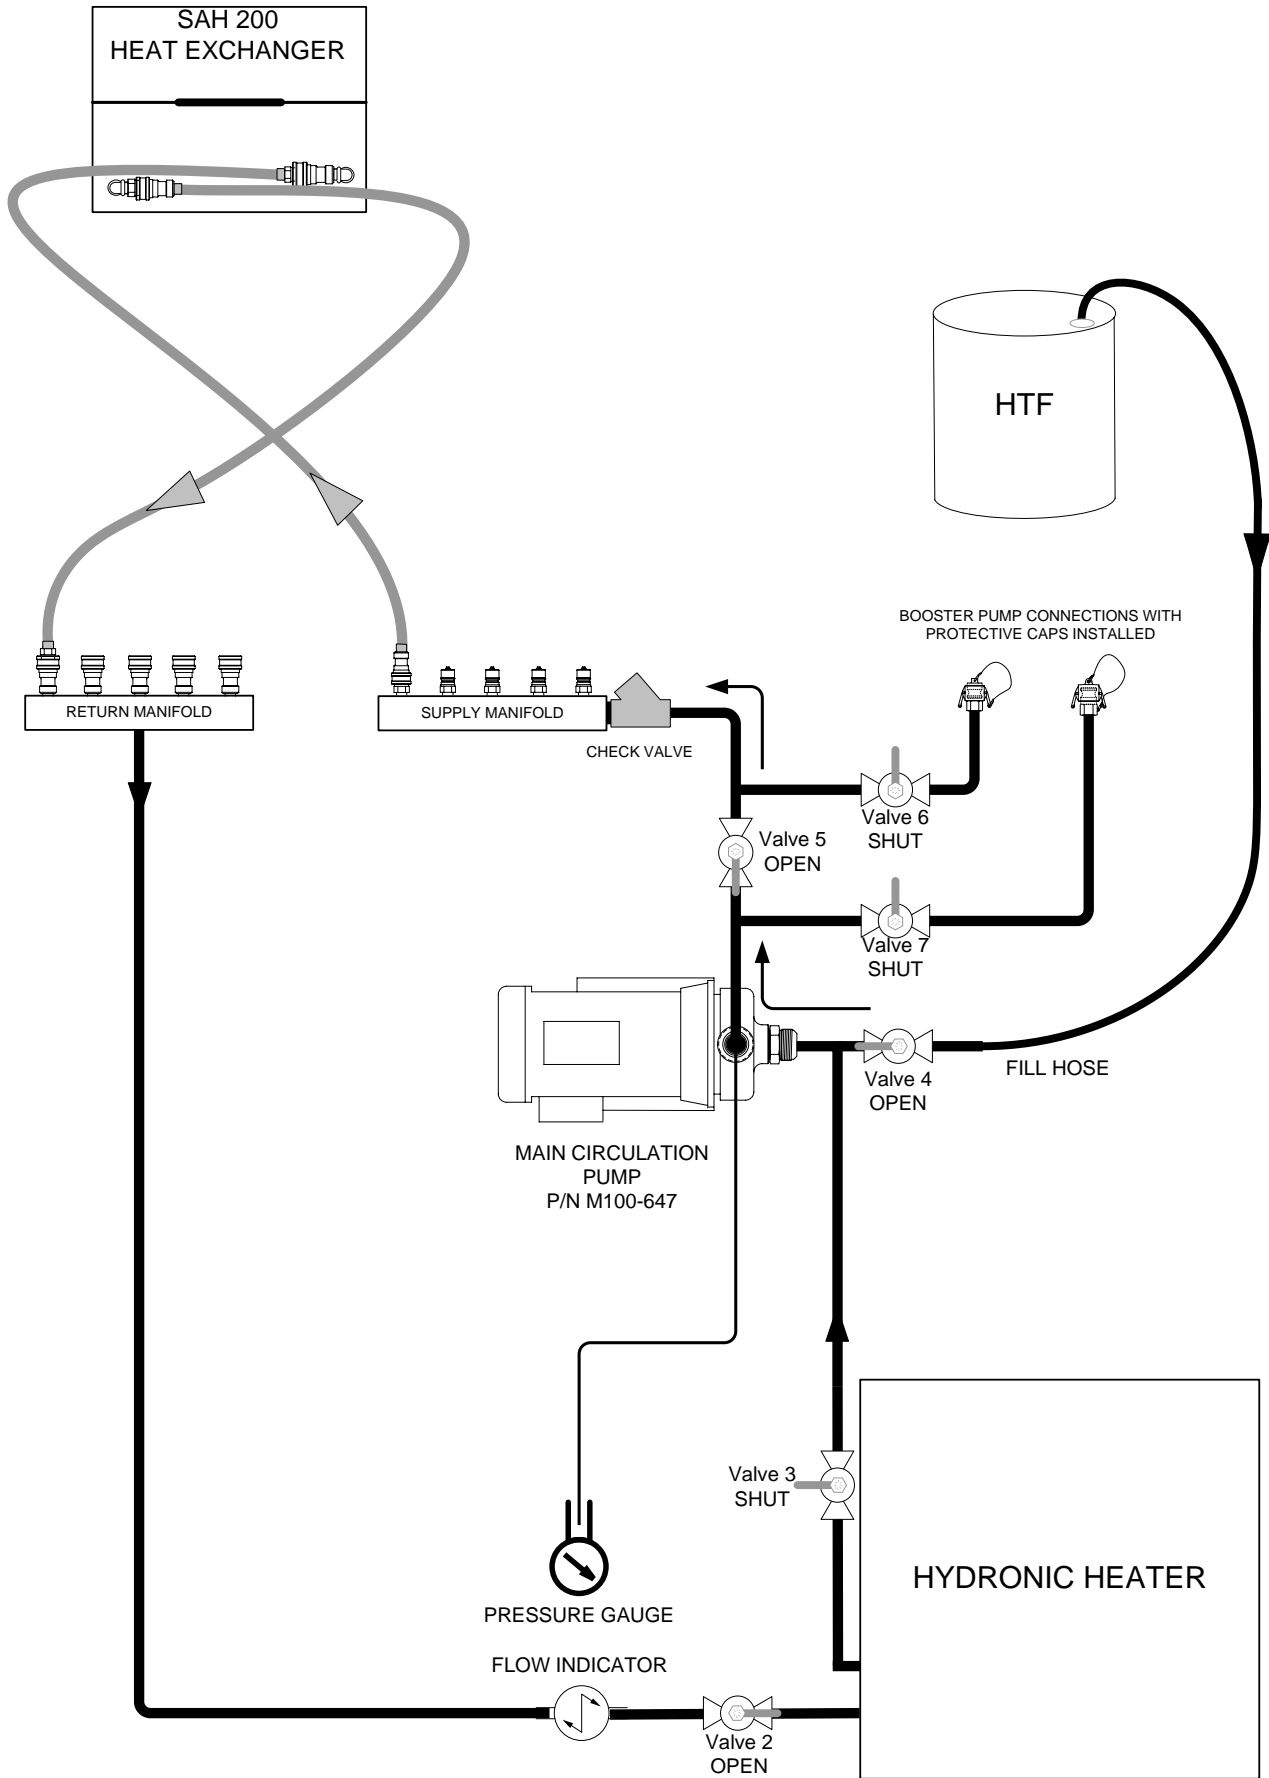 SAH 200
HEAT EXCHANGER
HTF
BOOSTER PUMP CONNECTIONS WITH
PROTECTIVE CAPS INSTALLED
RETURN MANIFOLD
SUPPLY MANIFOLD
CHECK VALVE
Valve 6
SHUT
Valve 5
OPEN
Valve 7
SHUT
Valve 4
OPEN
FILL HOSE
MAIN CIRCULATION
PUMP
P/N M100-647
Valve 3
SHUT
HYDRONIC HEATER
PRESSURE GAUGE
FLOW INDICATOR
Valve 2
OPEN